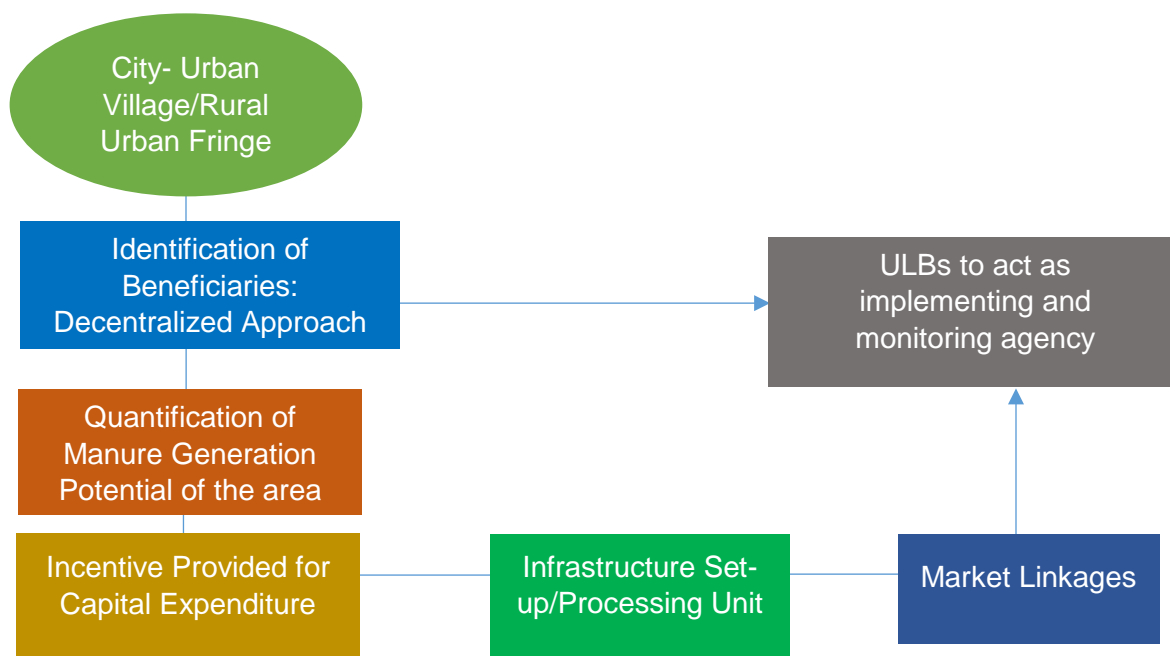 City- Urban
Village/Rural
Urban Fringe
Identification of
Beneficiaries:
Decentralized Approach
ULBs to act as
implementing and
monitoring agency
Quantification of
Manure Generation
Potential of the area
Incentive Provided for
Capital Expenditure
Infrastructure Set-
up/Processing Unit
Market Linkages